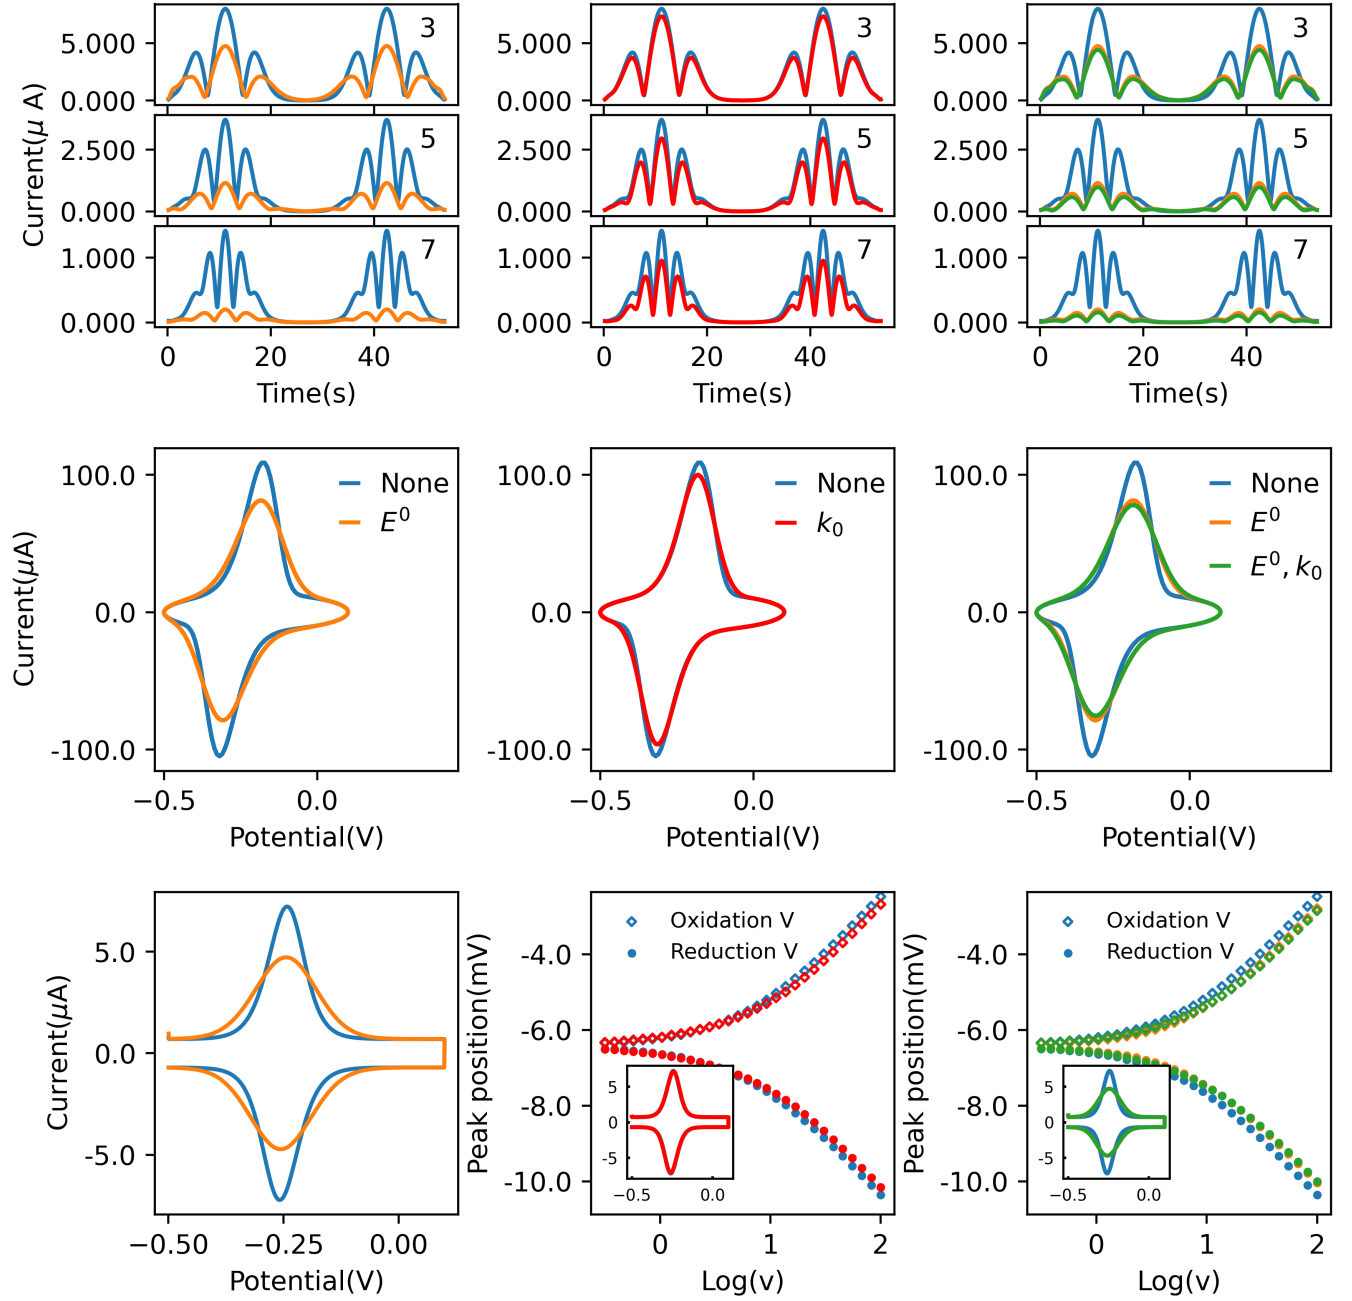 Current(μ A)
5.000
0.000
3
3
3
2.500
0.000
5
5
5
1.000
0.000
7
7
7
0 20 40
0 20 40
0 20 40
Time(s)
Time(s)
Time(s)
Current(μA)
100.0
0.0
-100.0
None
E⁰
−0.5 0.0
Potential(V)
100.0
0.0
-100.0
None
k₀
−0.5 0.0
Potential(V)
100.0
0.0
-100.0
None
E⁰
E⁰, k₀
−0.5 0.0
Potential(V)
Current(μA)
5.0
0.0
-5.0
−0.50 −0.25 0.00
Potential(V)
Peak position(mV)
-4.0
-6.0
-8.0
-10.0
Oxidation V
Reduction V
5
0
-5
−0.5 0.0
0 1 2
Log(v)
Peak position(mV)
-4.0
-6.0
-8.0
-10.0
Oxidation V
Reduction V
5
0
-5
−0.5 0.0
0 1 2
Log(v)
5.000
0.000
2.500
0.000
1.000
0.000
5.000
0.000
2.500
0.000
1.000
0.000